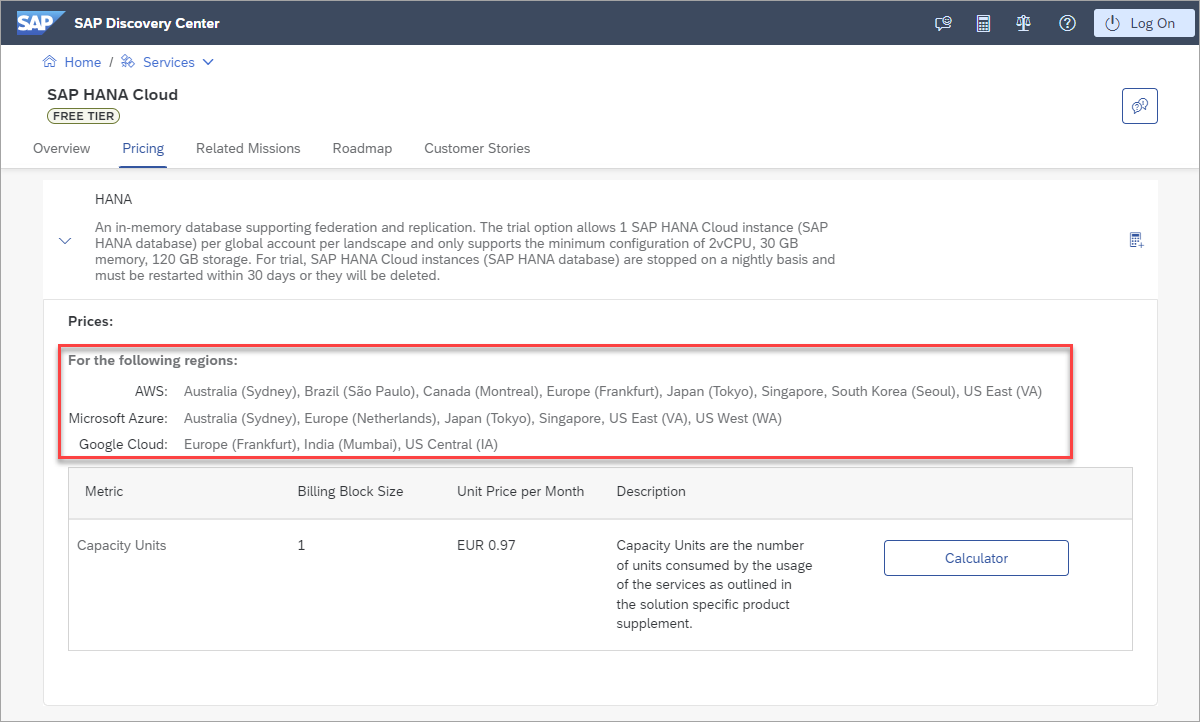 SAP SAP Discovery Center Log On
Home / Services
SAP HANA Cloud
FREE TIER
Overview Pricing Related Missions Roadmap Customer Stories
HANA
An in-memory database supporting federation and replication. The trial option allows 1 SAP HANA Cloud instance (SAP
HANA database) per global account per landscape and only supports the minimum configuration of 2vCPU, 30 GB
memory, 120 GB storage. For trial, SAP HANA Cloud instances (SAP HANA database) are stopped on a nightly basis and
must be restarted within 30 days or they will be deleted.
Prices:
For the following regions:
AWS: Australia (Sydney), Brazil (São Paulo), Canada (Montreal), Europe (Frankfurt), Japan (Tokyo), Singapore, South Korea (Seoul), US East (VA)
Microsoft Azure: Australia (Sydney), Europe (Netherlands), Japan (Tokyo), Singapore, US East (VA), US West (WA)
Google Cloud: Europe (Frankfurt), India (Mumbai), US Central (IA)
Metric Billing Block Size Unit Price per Month Description
Capacity Units 1 EUR 0.97 Capacity Units are the number
of units consumed by the usage
of the services as outlined in
the solution specific product
supplement.
Calculator